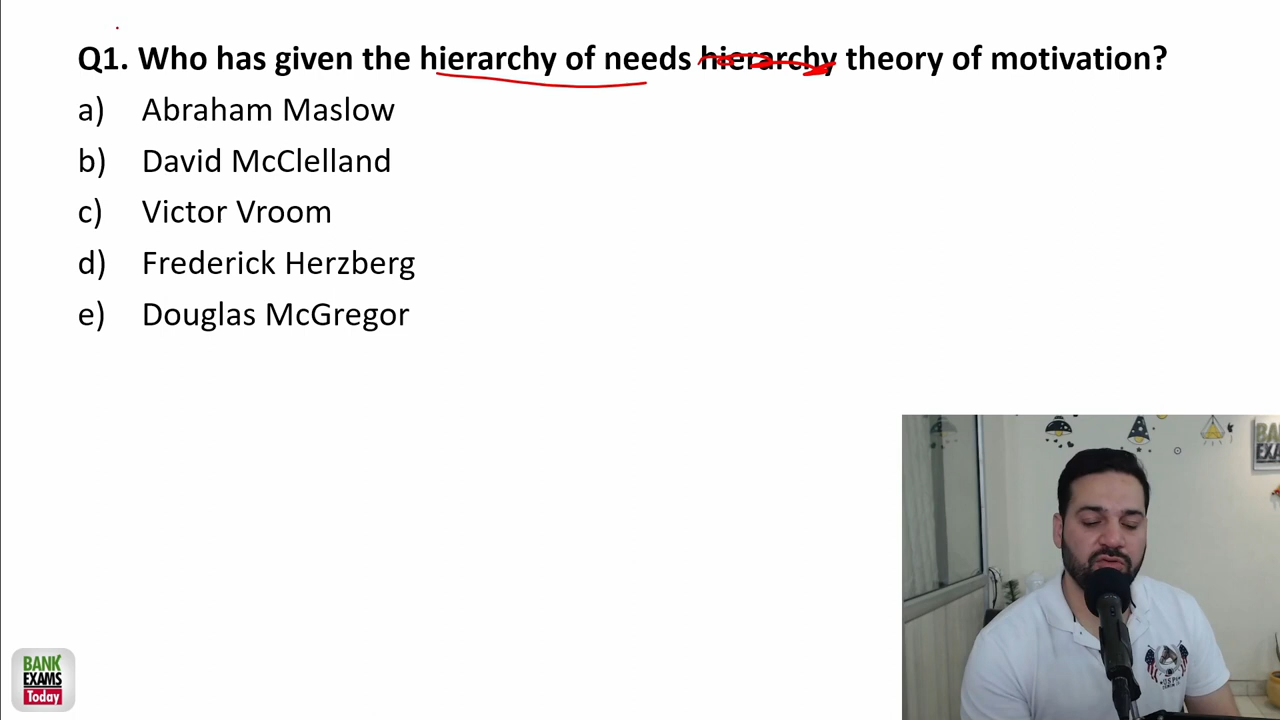 Q1. Who has given the hierarchy of needs hierarchy theory of motivation?
a) Abraham Maslow
b) David McClelland
c) Victor Vroom
d) Frederick Herzberg
e) Douglas McGregor
BANK
EXAMS
Today